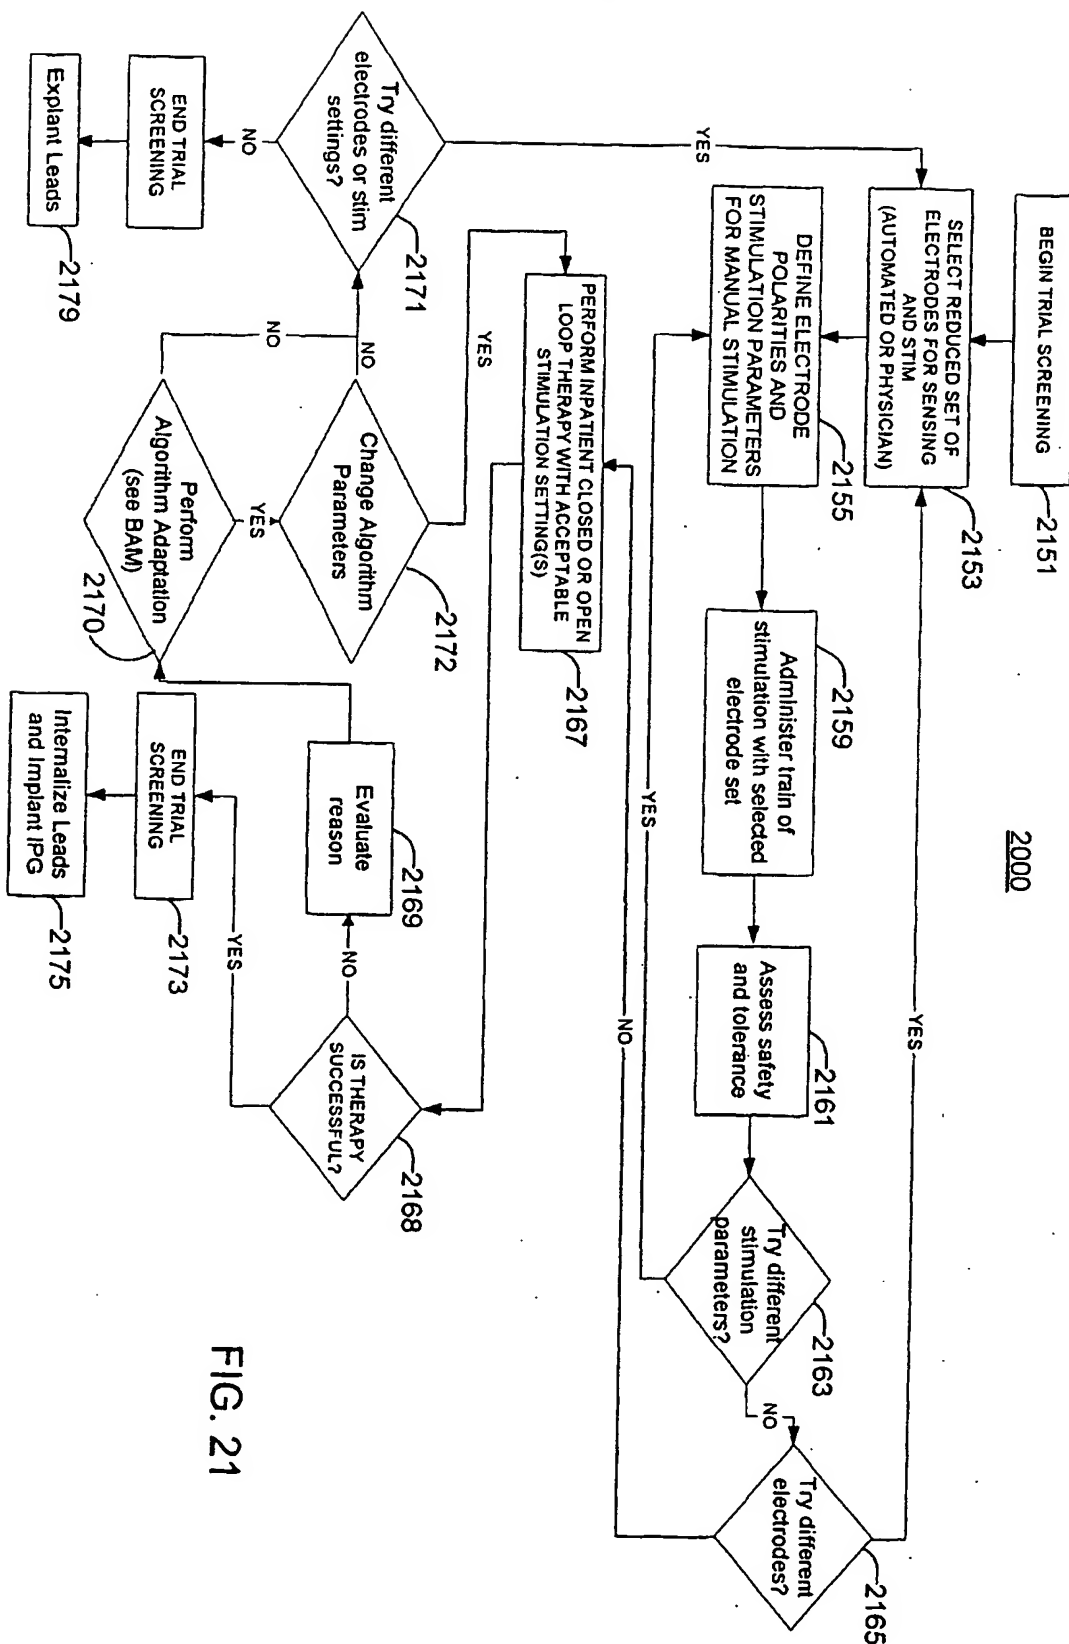 2000
BEGIN TRIAL SCREENING
2151
SELECT REDUCED SET OF
ELECTRODES FOR SENSING
AND STIM
(AUTOMATED OR PHYSICIAN)
2153
YES
YES
DEFINE ELECTRODE
POLARITIES AND
STIMULATION PARAMETERS
FOR MANUAL STIMULATION
2155
Administer train of
stimulation with selected
electrode set
2159
Assess safety
and tolerance
2161
Try different
stimulation
parameters?
2163
NO
Try different
electrodes?
2165
YES
NO
PERFORM INPATIENT CLOSED OR OPEN
LOOP THERAPY WITH ACCEPTABLE
STIMULATION SETTING(S)
2167
YES
Try different
electrodes or stim
settings?
2171
NO
Change Algorithm
Parameters
2172
Evaluate
reason
2169
NO
IS THERAPY
SUCCESSFUL?
2168
NO
YES
Perform
Algorithm Adaptation
(see BAM)
2170
NO
END TRIAL
SCREENING
END TRIAL
SCREENING
2173
YES
Explant Leads
2179
Internalize Leads
and Implant IPG
2175
FIG. 21